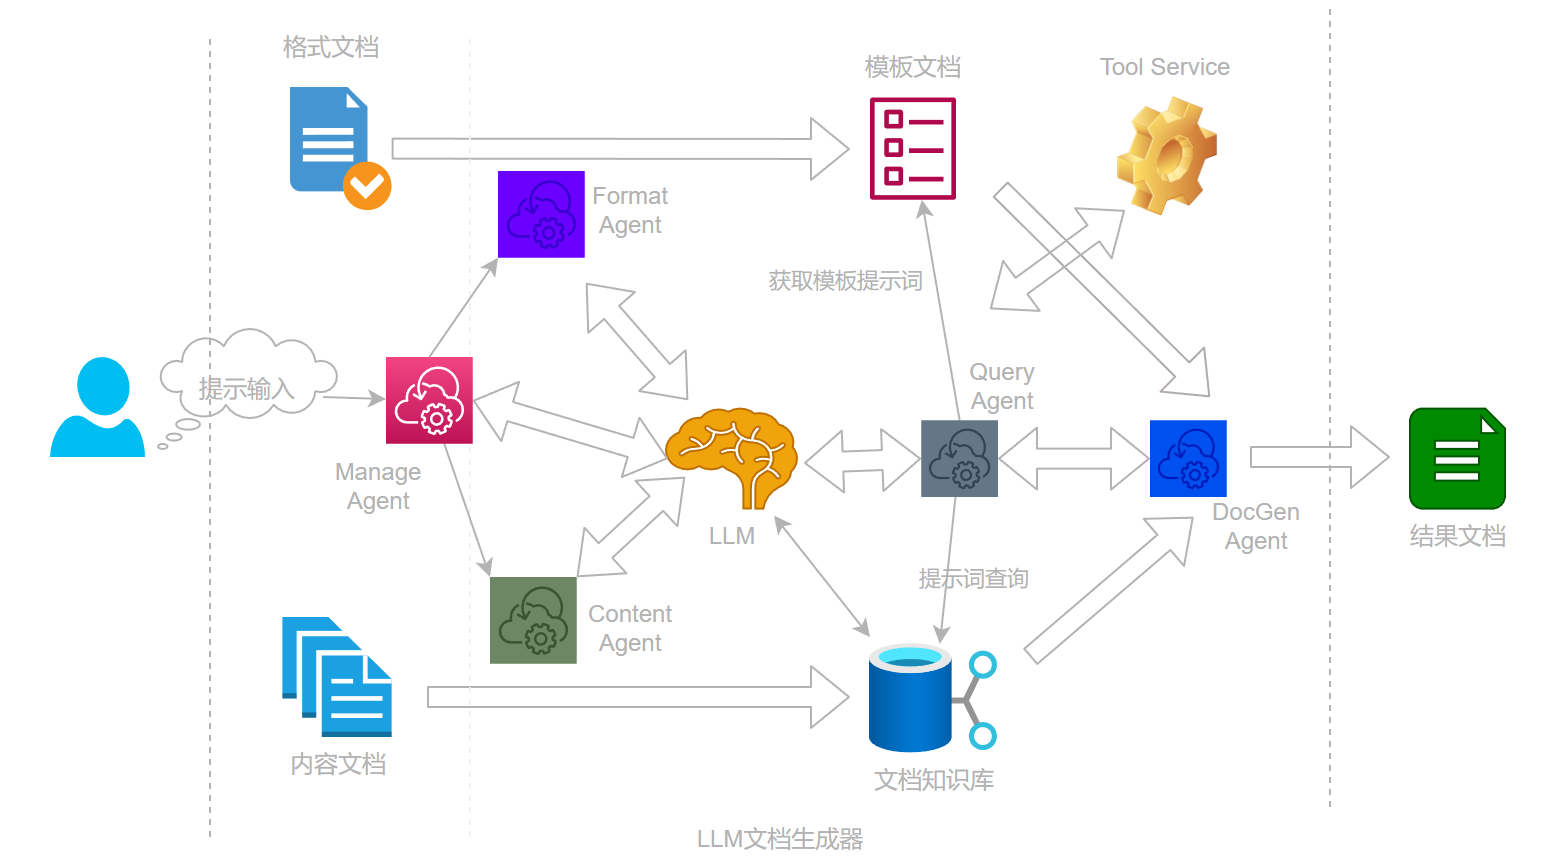 格式文档
模板文档
Tool Service
Format
Agent
获取模板提示词
提示输入
Query
Agent
Manage
Agent
LLM
DocGen
Agent
结果文档
提示词查询
Content
Agent
内容文档
文档知识库
LLM文档生成器